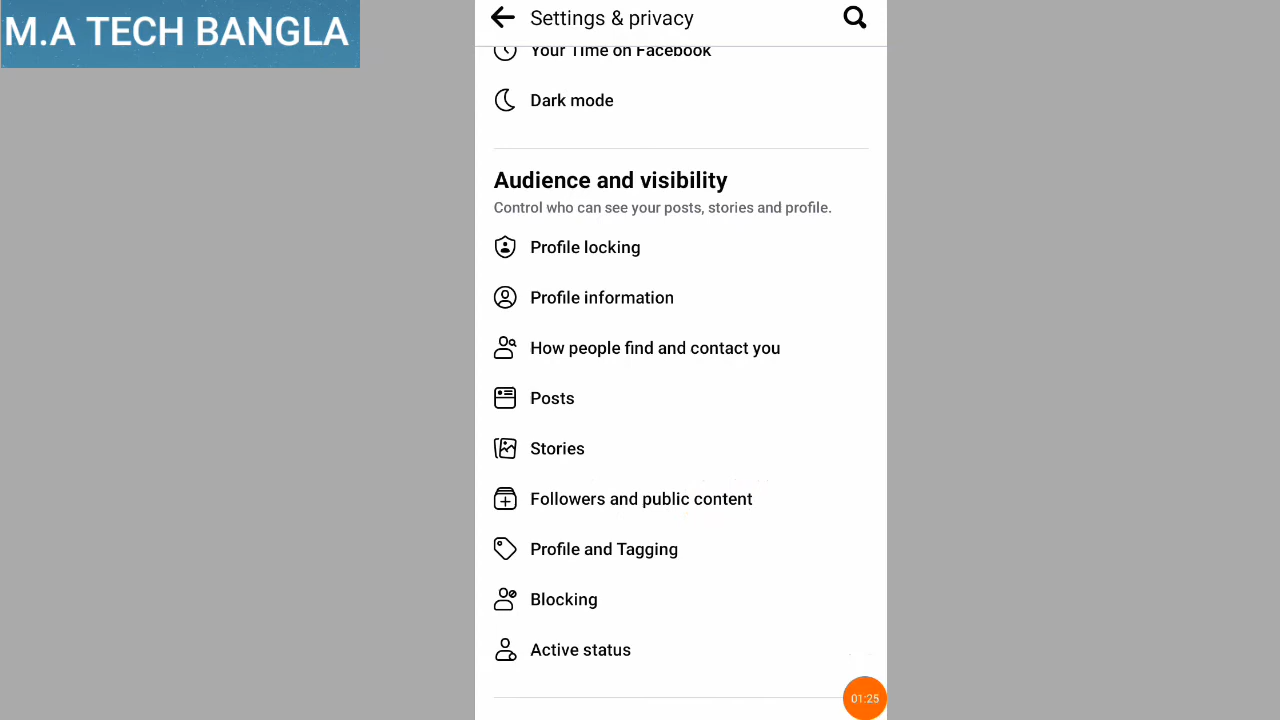 M.A TECH BANGLA
Settings & privacy
Your Time on Facebook
Dark mode
Audience and visibility
Control who can see your posts, stories and profile.
Profile locking
Profile information
How people find and contact you
Posts
Stories
Followers and public content
Profile and Tagging
Blocking
Active status
01:25